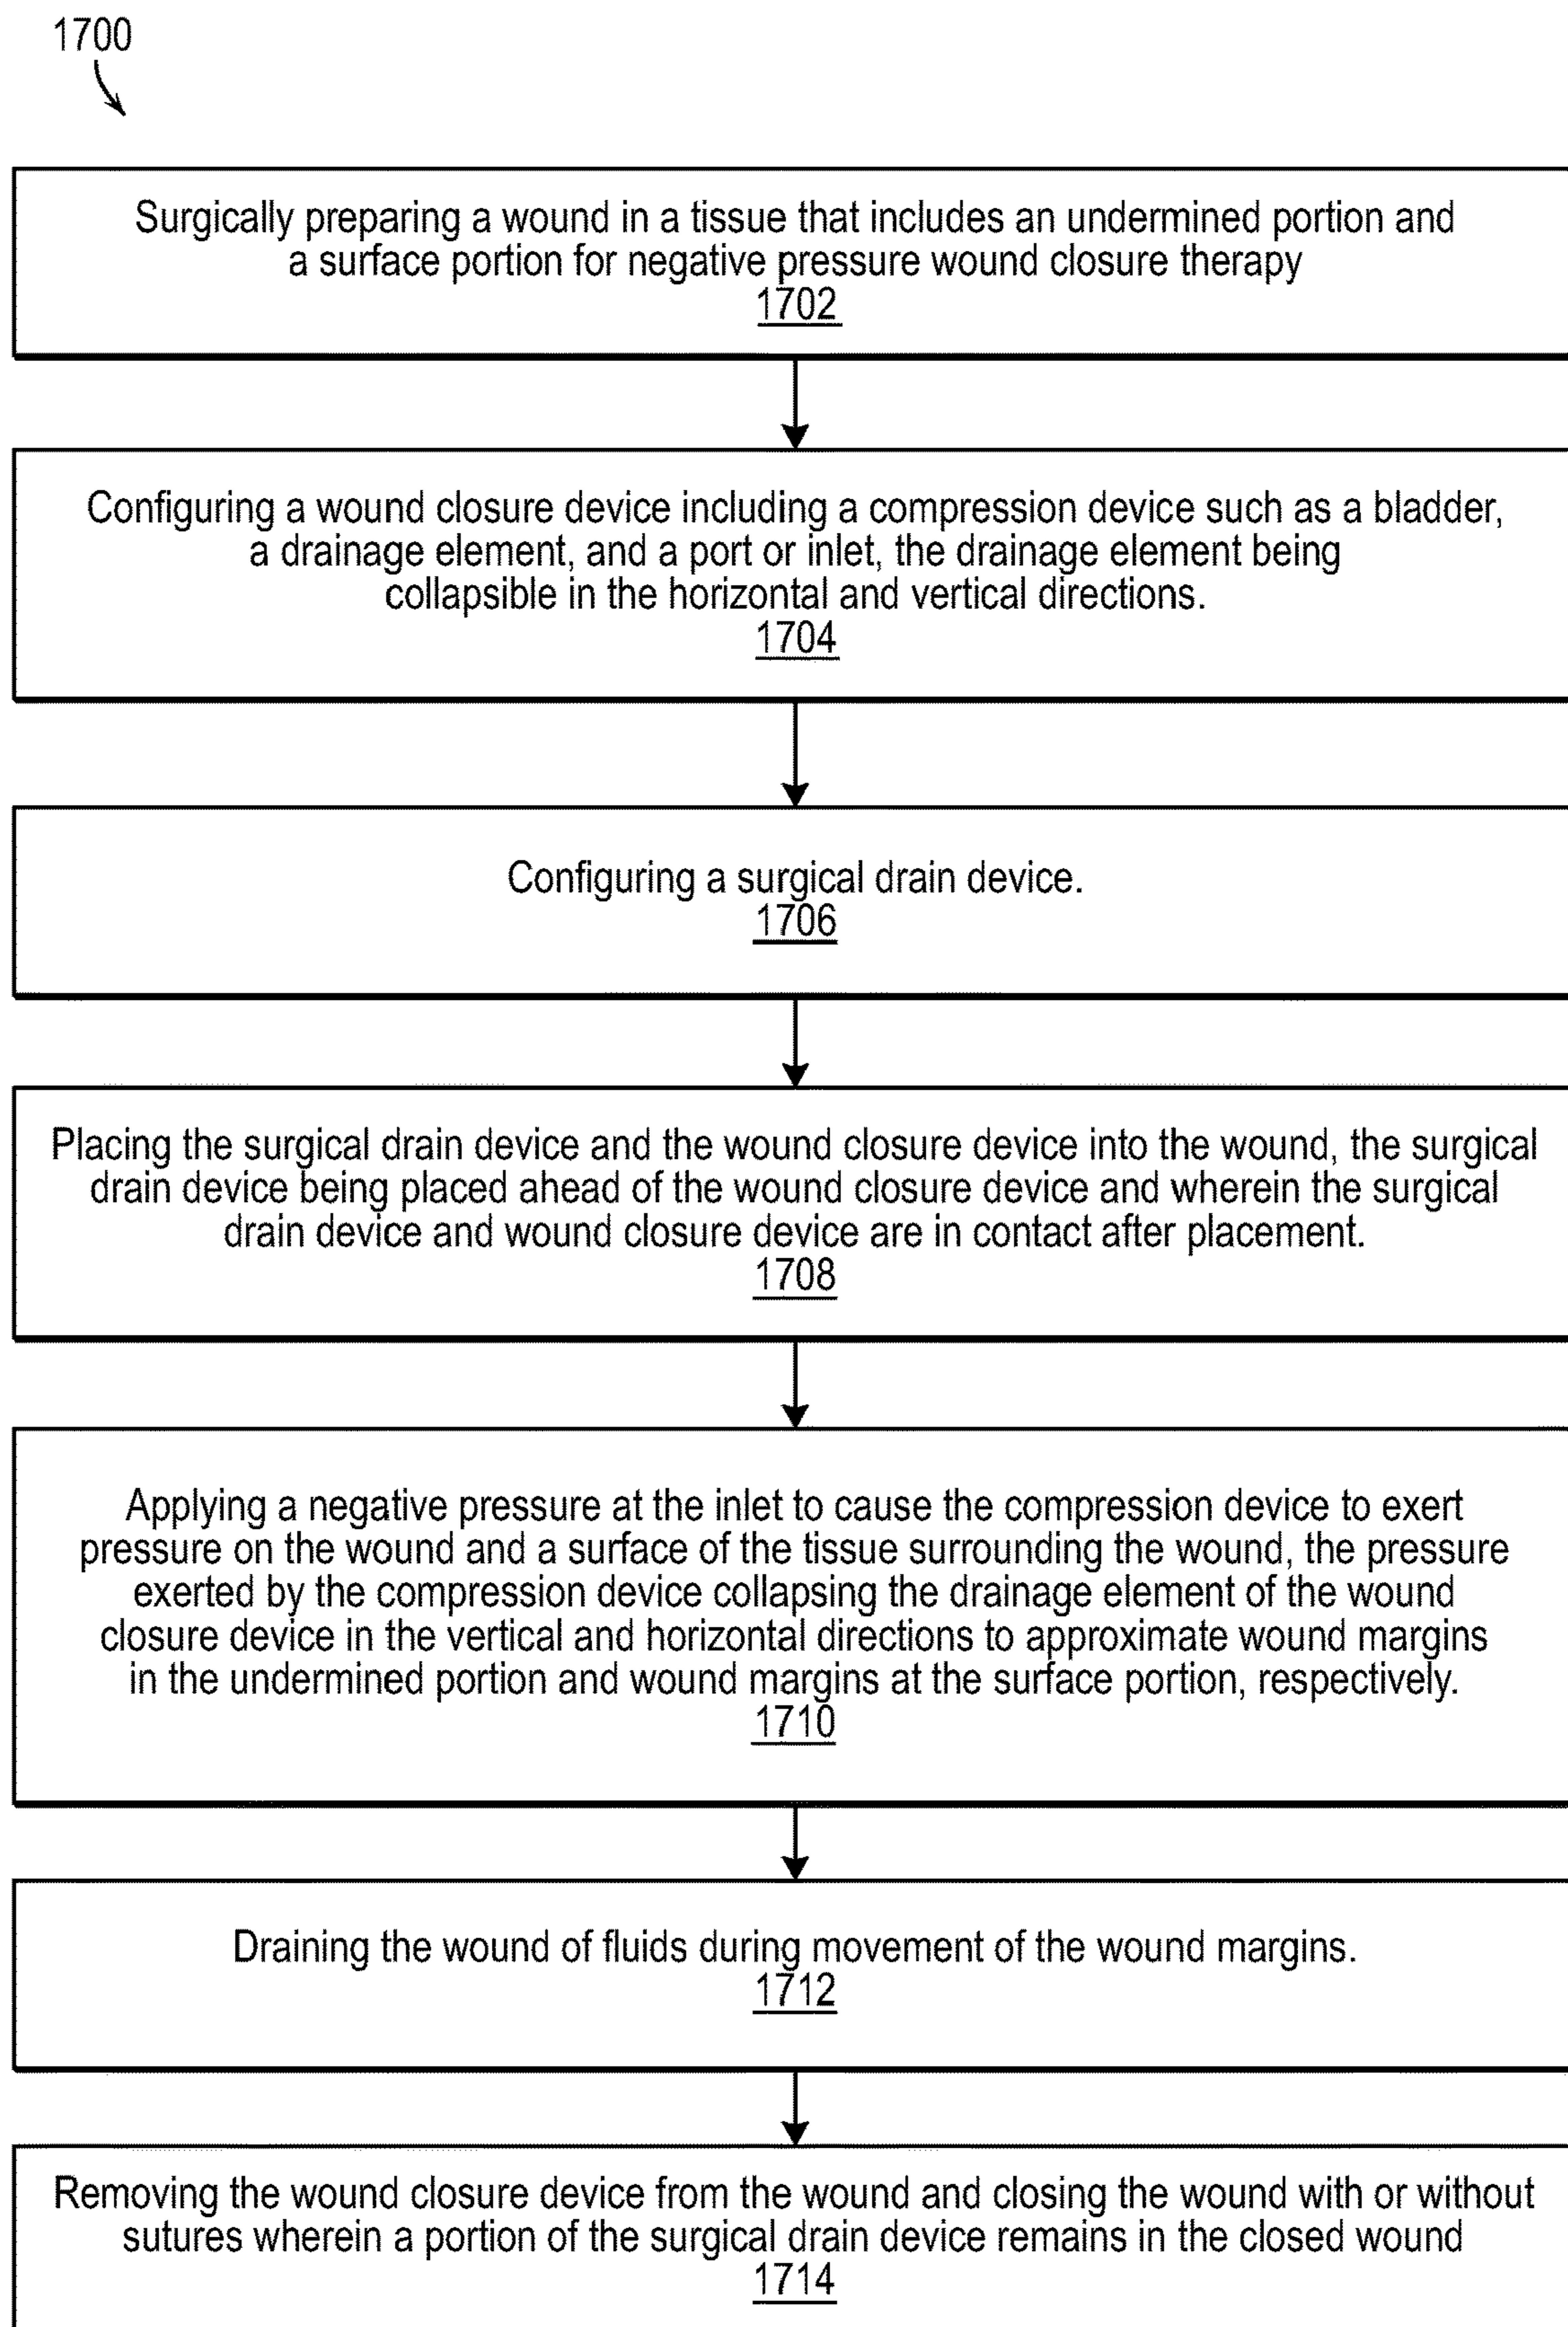 1700
Surgically preparing a wound in a tissue that includes an undermined portion and
a surface portion for negative pressure wound closure therapy
1702
Configuring a wound closure device including a compression device such as a bladder,
a drainage element, and a port or inlet, the drainage element being
collapsible in the horizontal and vertical directions.
1704
Configuring a surgical drain device.
1706
Placing the surgical drain device and the wound closure device into the wound, the surgical
drain device being placed ahead of the wound closure device and wherein the surgical
drain device and wound closure device are in contact after placement.
1708
Applying a negative pressure at the inlet to cause the compression device to exert
pressure on the wound and a surface of the tissue surrounding the wound, the pressure
exerted by the compression device collapsing the drainage element of the wound
closure device in the vertical and horizontal directions to approximate wound margins
in the undermined portion and wound margins at the surface portion, respectively.
1710
Draining the wound of fluids during movement of the wound margins.
1712
Removing the wound closure device from the wound and closing the wound with or without
sutures wherein a portion of the surgical drain device remains in the closed wound
1714